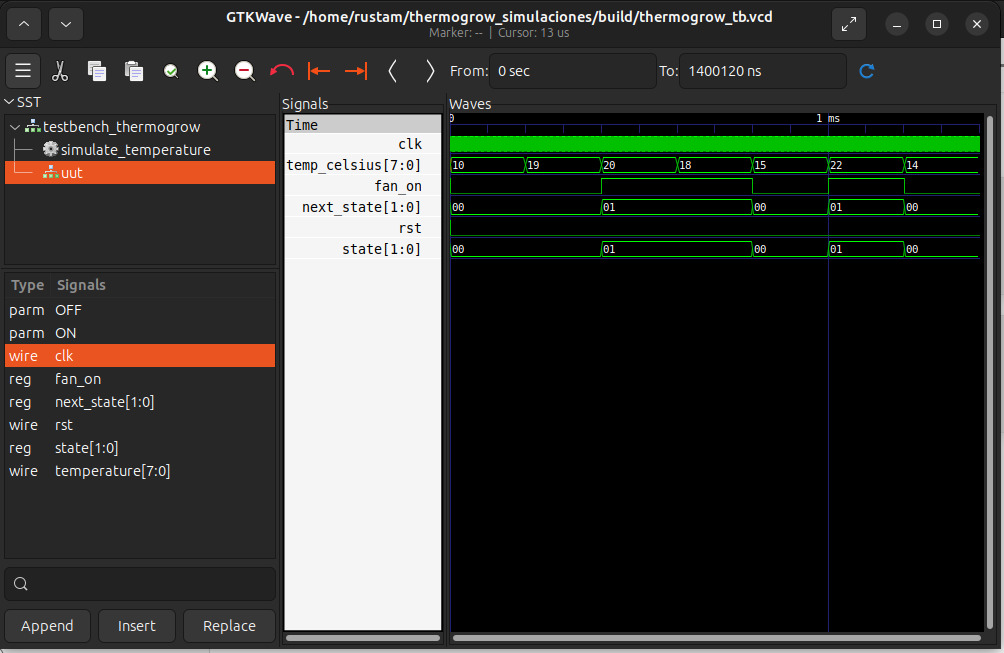 GTKWave - /home/rustam/thermogrow_simulaciones/build/thermogrow_tb.vcd
Marker: -- | Cursor: 13 us
From: 0 sec To: 1400120 ns
SST
testbench_thermogrow
simulate_temperature
uut
Type Signals
parm OFF
parm ON
wire clk
reg fan_on
reg next_state[1:0]
wire rst
reg state[1:0]
wire temperature[7:0]
Append Insert Replace
Signals
Time
clk
temp_celsius[7:0]
fan_on
next_state[1:0]
rst
state[1:0]
Waves
0 1 ms
10 19 20 18 15 22 14
00 01 00 01 00
00 01 00 01 00